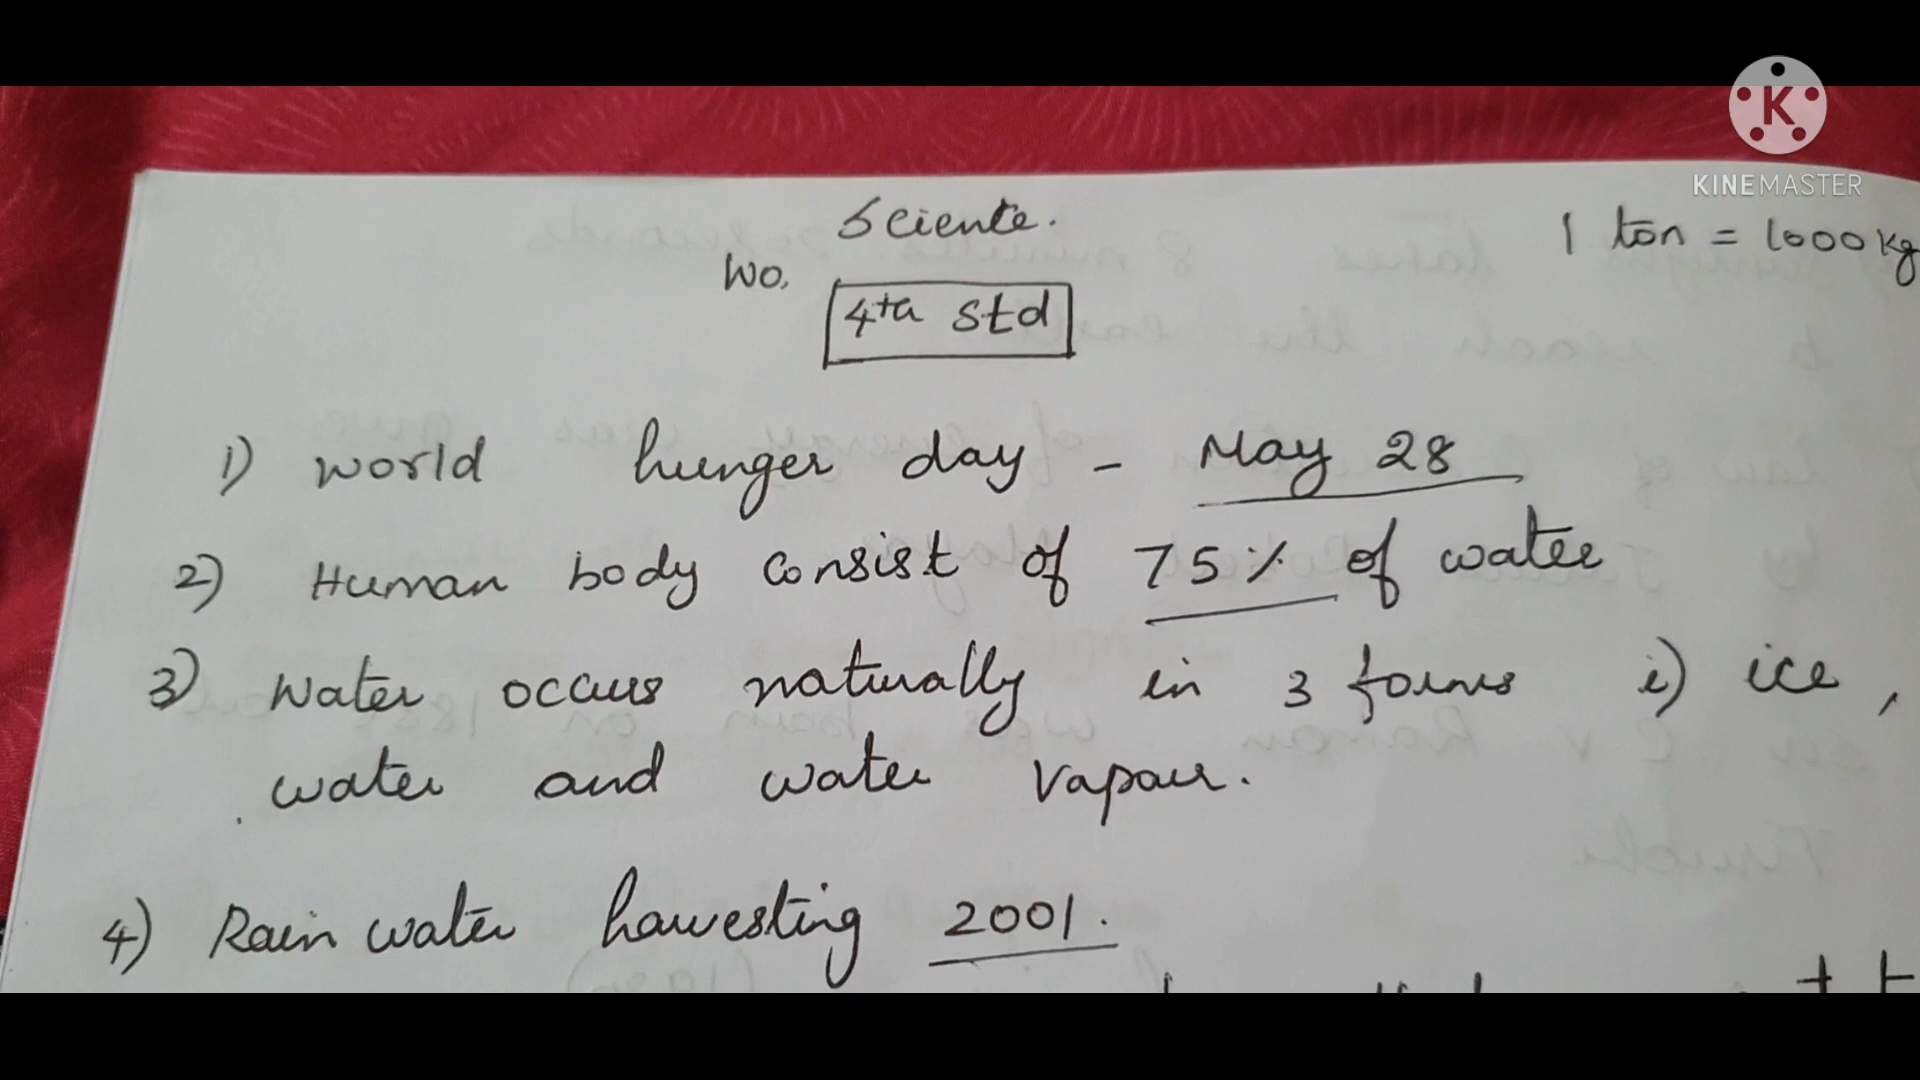 K
KINEMASTER
Science.
1 ton = 1000 kg
Wo.
4th Std
1) World hunger day - May 28
2) Human body consist of 75% of water
3) Water occurs naturally in 3 forms i) ice,
water and water vapour.
4) Rain water harvesting 2001.